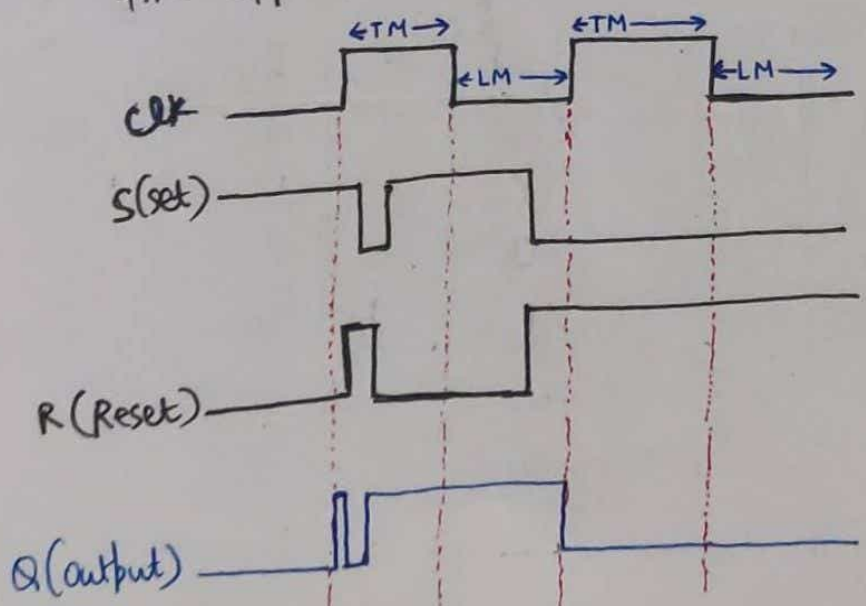 TM TM
LM LM
Clk
S(set)
R (Reset)
Q(output)